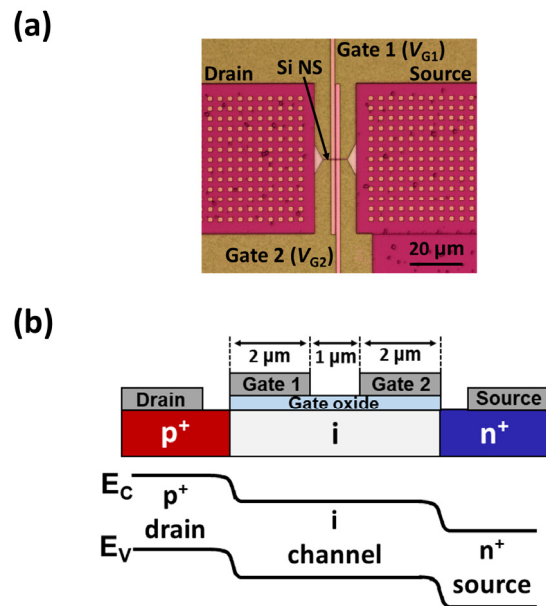 (a)
Gate 1 (VG1)
Si NS
Drain
Source
Gate 2 (VG2)
20 μm
(b)
2 μm
1 μm
2 μm
Gate 1
Gate 2
Drain
Gate oxide
Source
p+
i
n+
EC
p+
drain
i
channel
EV
n+
source